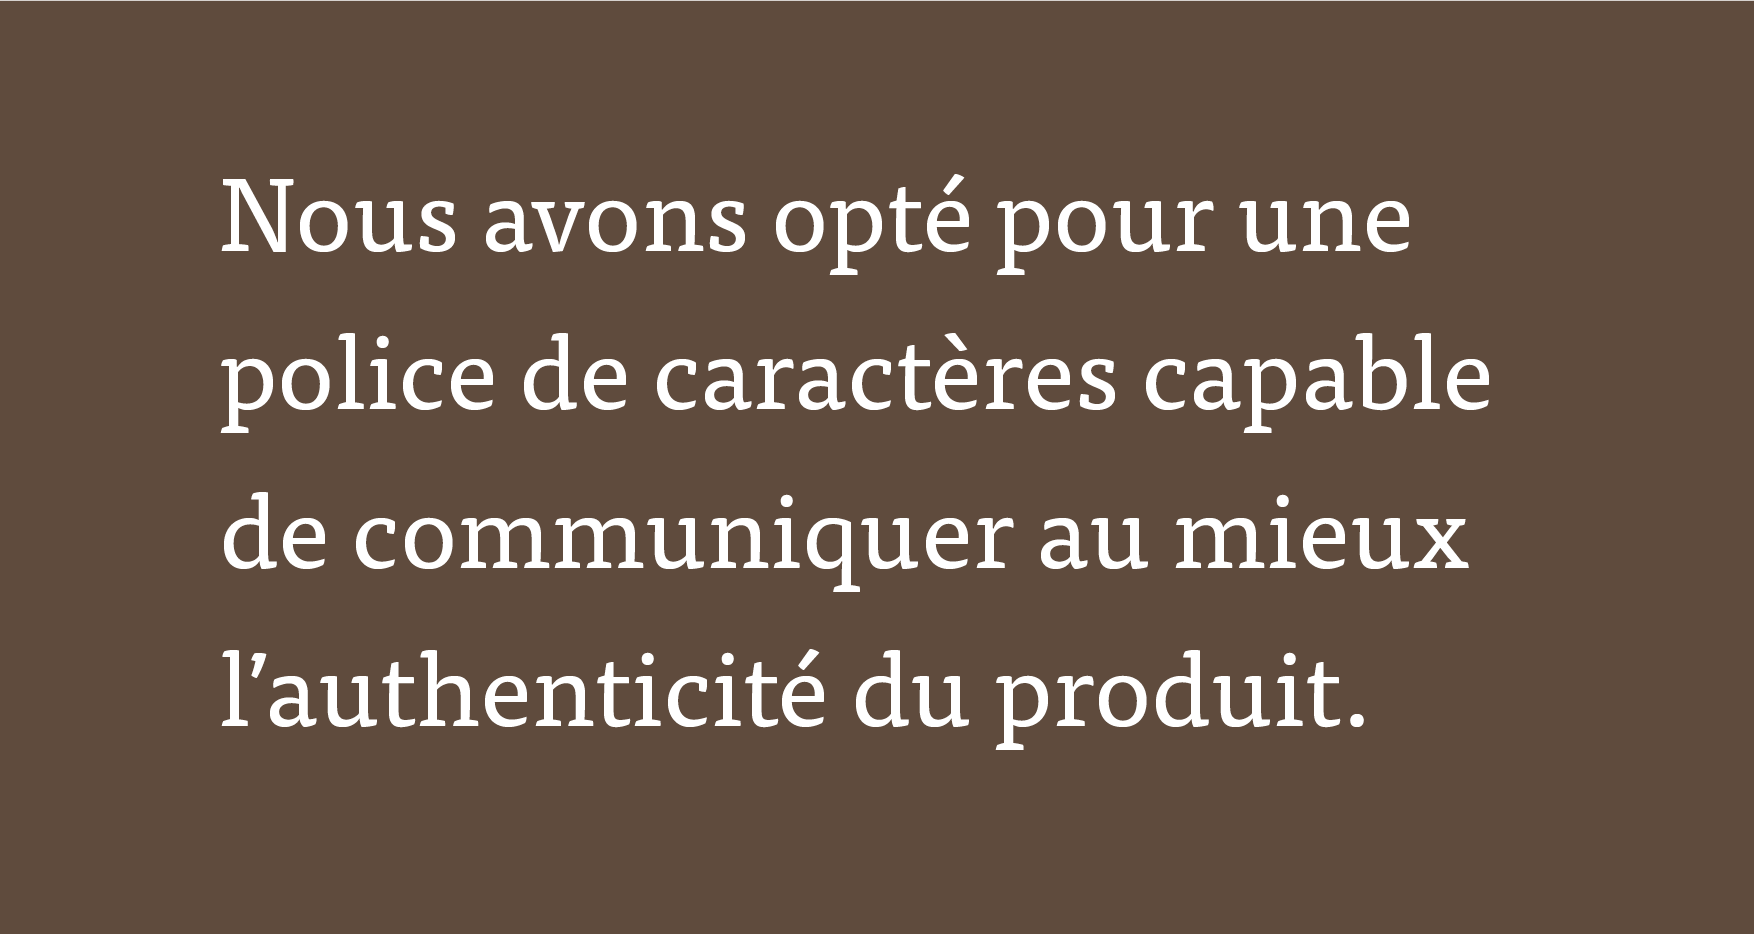 Nous avons opté pour une
police de caractères capable
de communiquer au mieux
l’authenticité du produit.